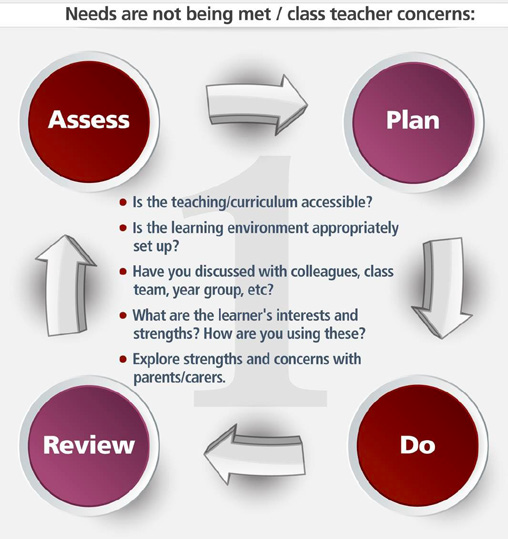 Needs are not being met / class teacher concerns:
Assess
Plan
1
• Is the teaching/curriculum accessible?
• Is the learning environment appropriately
set up?
• Have you discussed with colleagues, class
team, year group, etc?
• What are the learner's interests and
strengths? How are you using these?
• Explore strengths and concerns with
parents/carers.
Review
Do